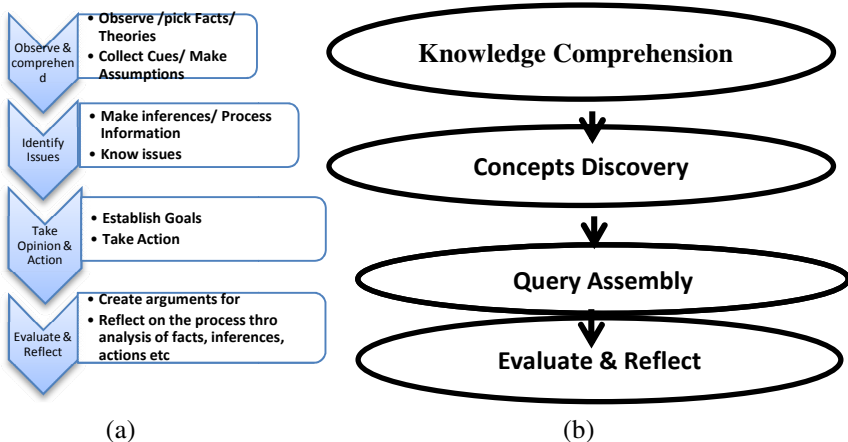 Observe &
comprehen
d
• Observe /pick Facts/
Theories
• Collect Cues/ Make
Assumptions
Identify
Issues
• Make inferences/ Process
Information
• Know issues
Take
Opinion &
Action
• Establish Goals
• Take Action
Evaluate &
Reflect
• Create arguments for
• Reflect on the process thro
analysis of facts, inferences,
actions etc
(a)
Knowledge Comprehension
Concepts Discovery
Query Assembly
Evaluate & Reflect
(b)